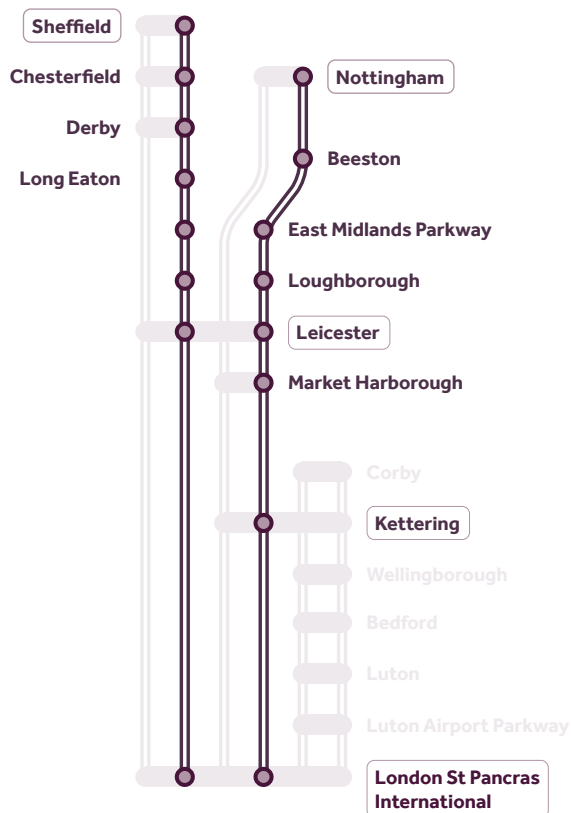 Sheffield
Chesterfield
Nottingham
Derby
Beeston
Long Eaton
East Midlands Parkway
Loughborough
Leicester
Market Harborough
Corby
Kettering
Wellingborough
Bedford
Luton
Luton Airport Parkway
London St Pancras
International